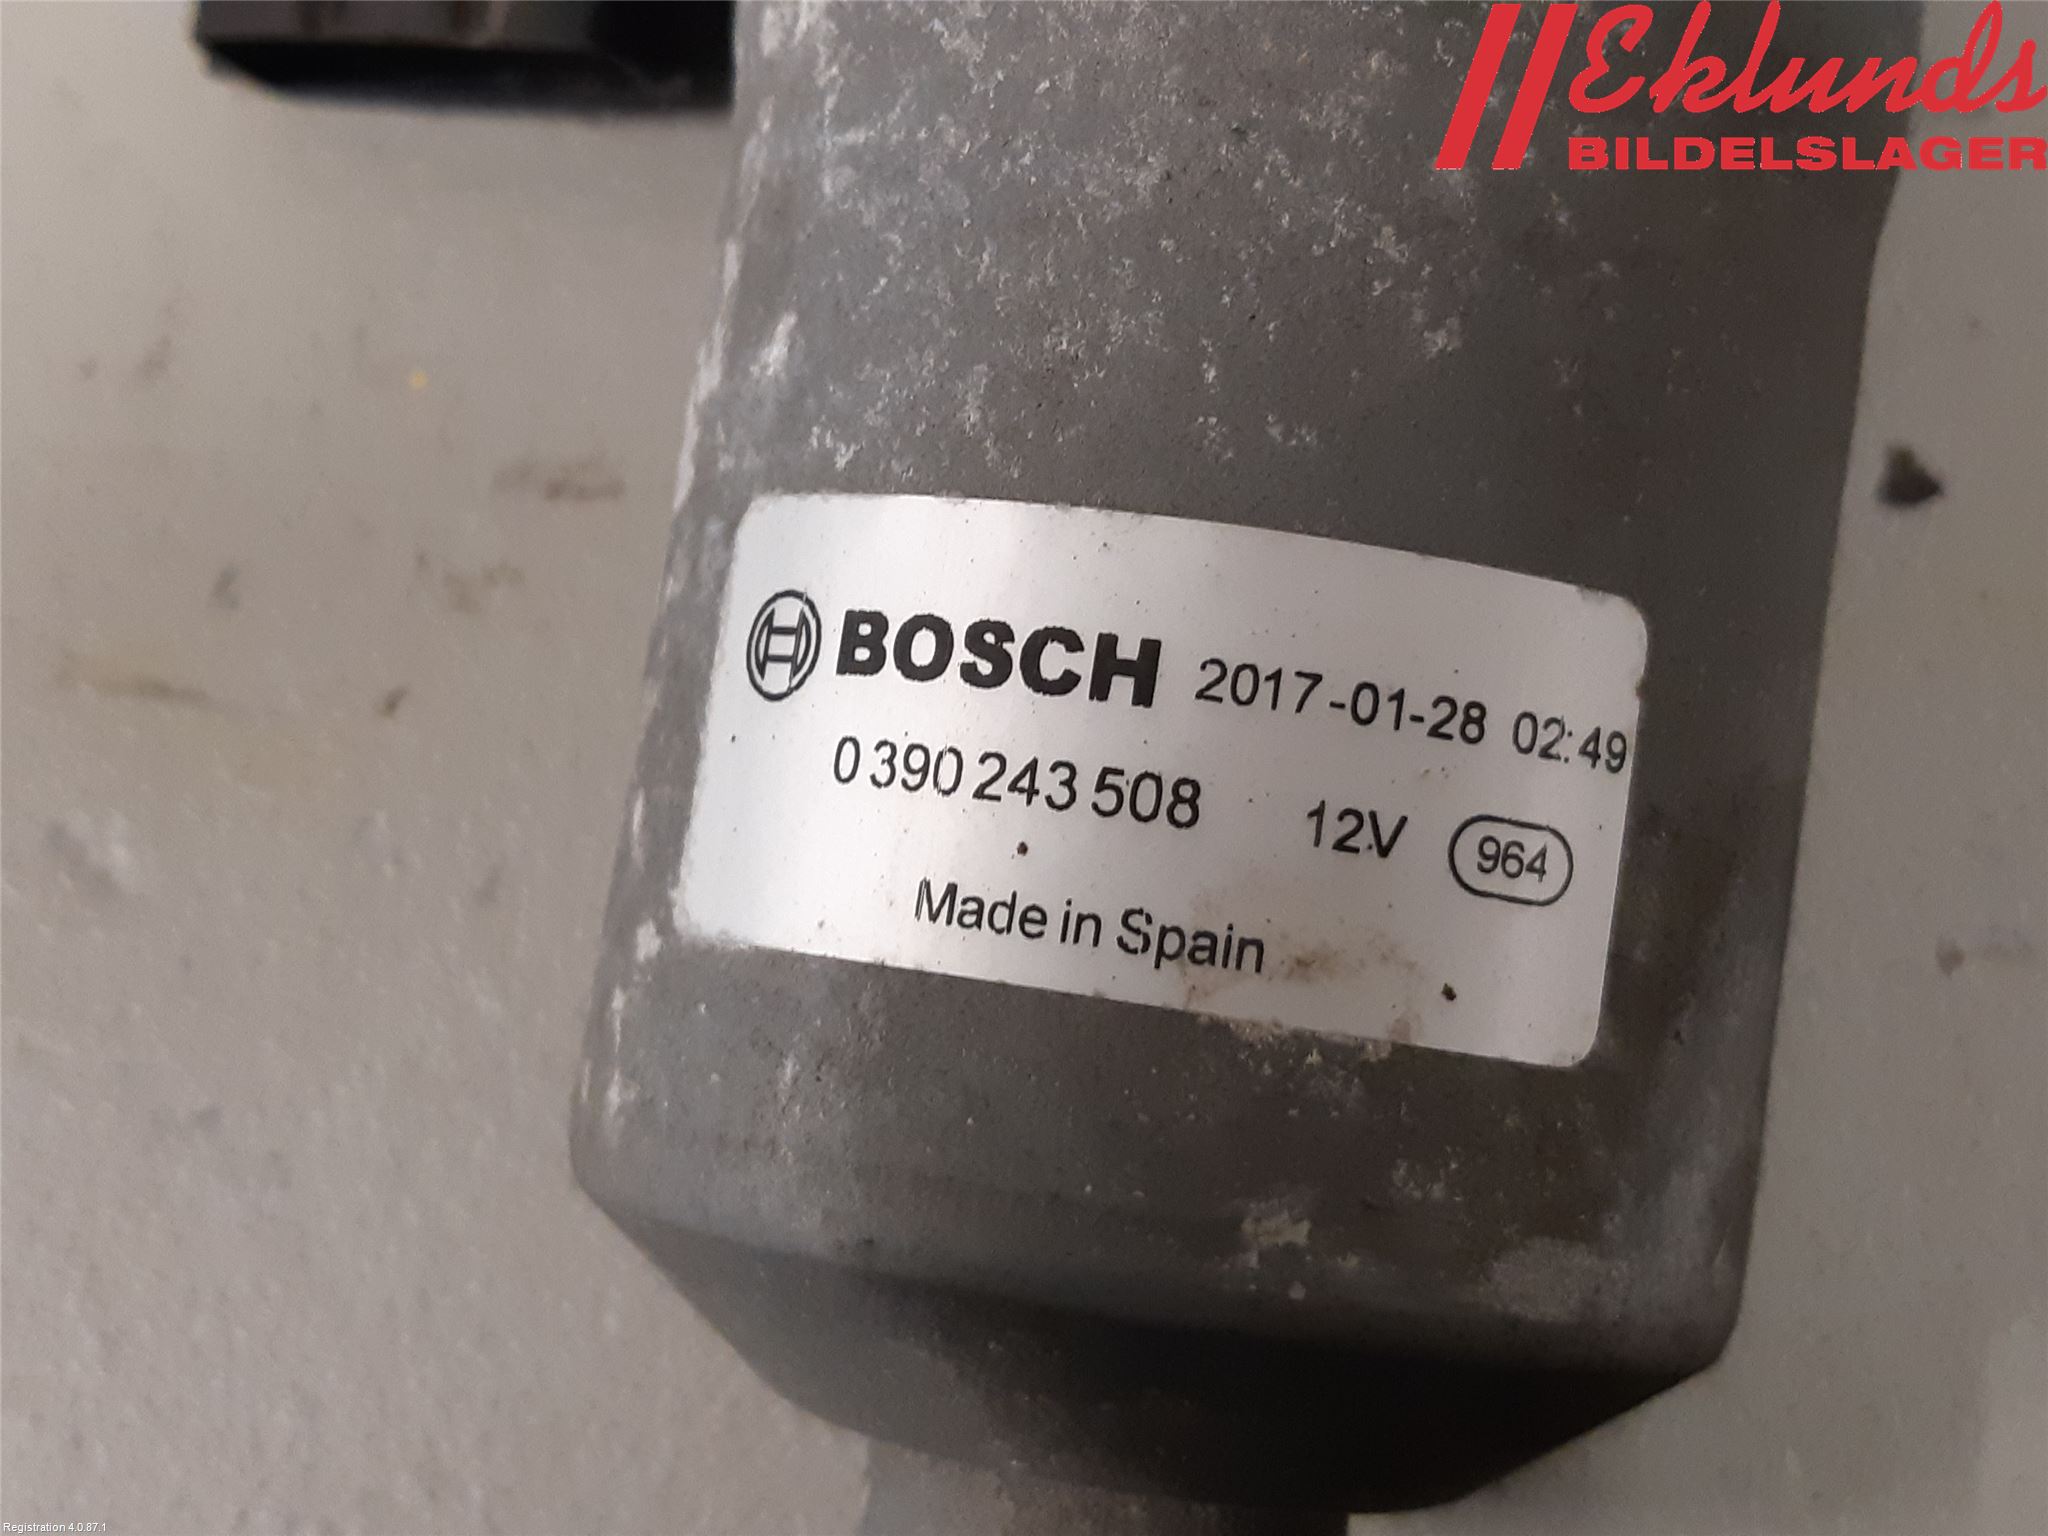 Eklunds
BILDELSLAGER
BOSCH 2017-01-28 02:49
0 390 243 508 12V 964
Made in Spain
Registration 4.0.87.1